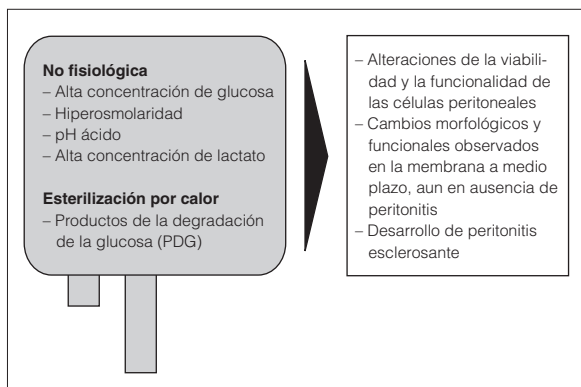 No fisiológica
– Alta concentración de glucosa
– Hiperosmolaridad
– pH ácido
– Alta concentración de lactato
Esterilización por calor
– Productos de la degradación
de la glucosa (PDG)
– Alteraciones de la viabili-
dad y la funcionalidad de
las células peritoneales
– Cambios morfológicos y
funcionales observados
en la membrana a medio
plazo, aun en ausencia de
peritonitis
– Desarrollo de peritonitis
esclerosante